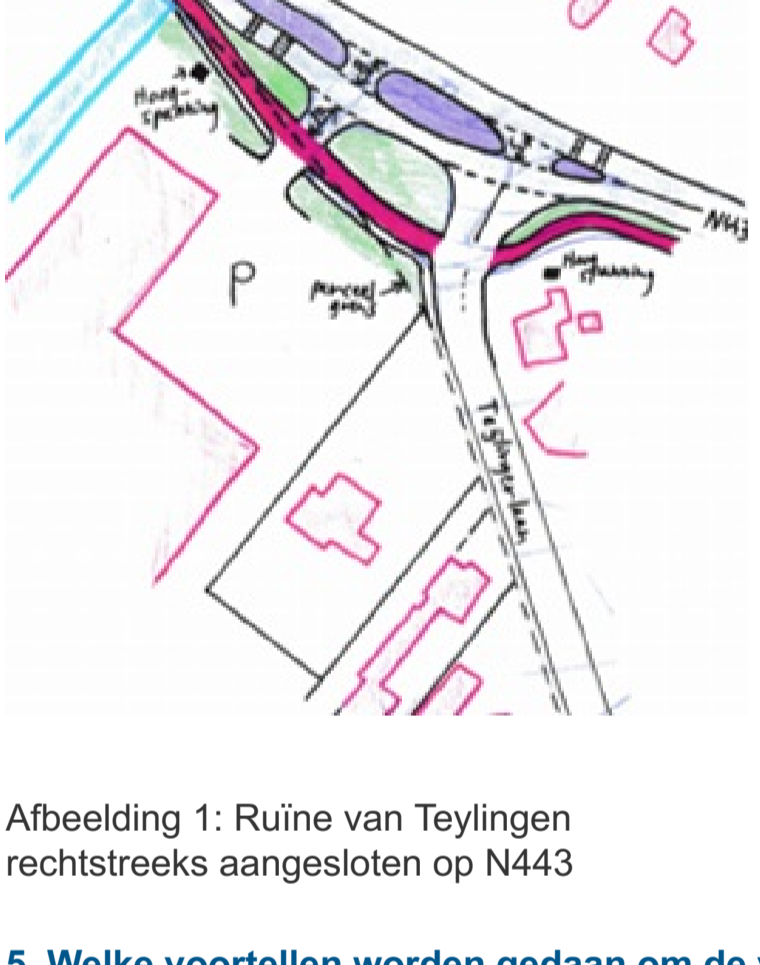 Hoog-
spanning
N443
Hoog
spanning
P
perceel
grens
Teylingerlaan
Afbeelding 1: Ruïne van Teylingen
rechtstreeks aangesloten op N443